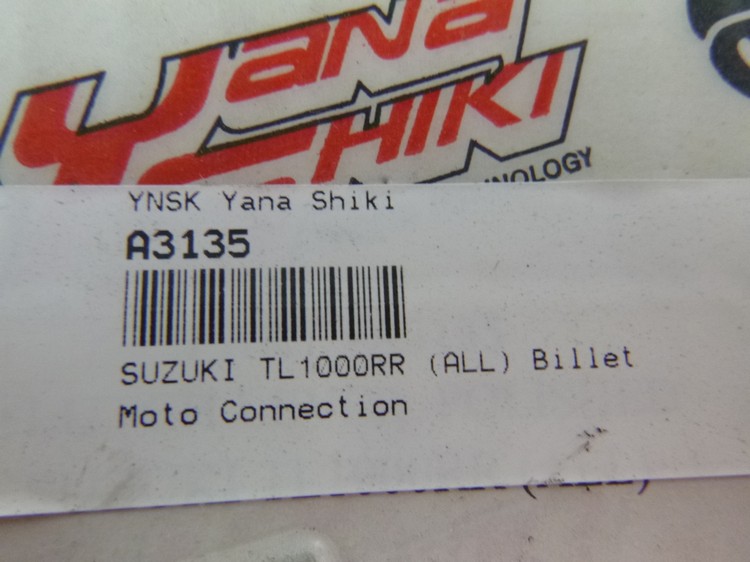 Yana
SHIKI
YNSK Yana Shiki
A3135
SUZUKI TL1000RR (ALL) Billet
Moto Connection